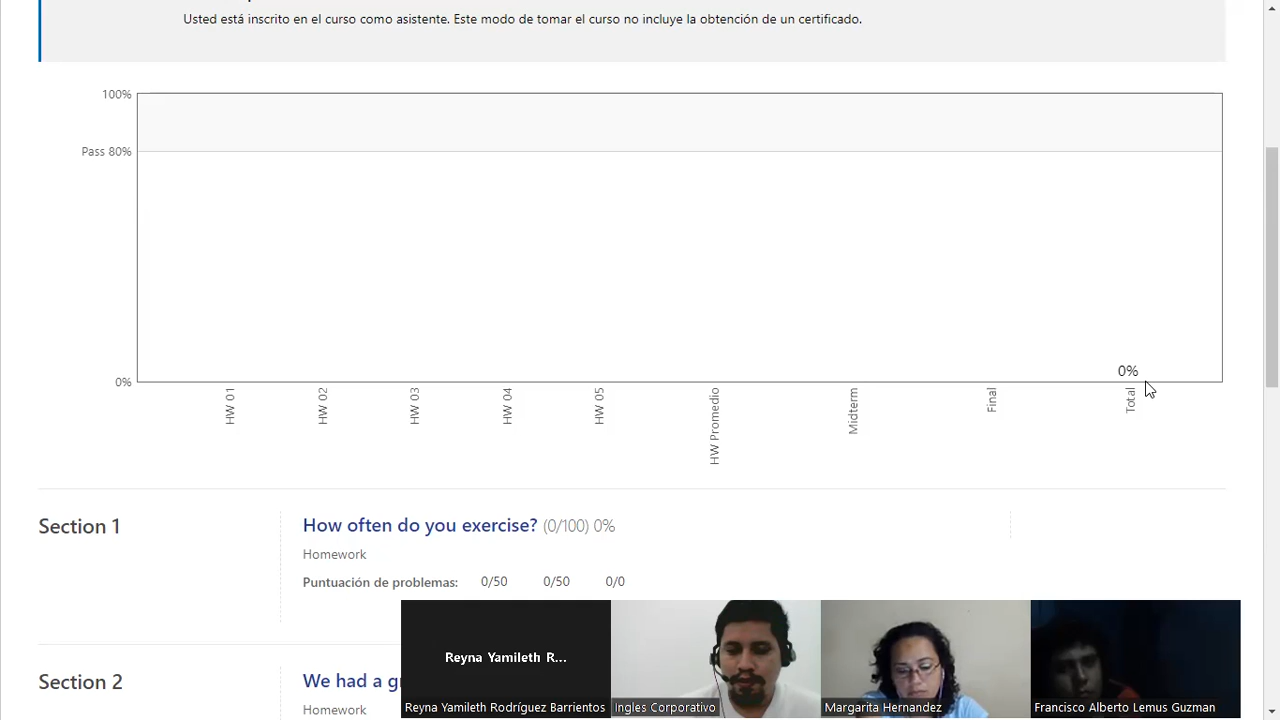 Usted está inscrito en el curso como asistente. Este modo de tomar el curso no incluye la obtención de un certificado.
100%
Pass 80%
0%
0%
HW 01
HW 02
HW 03
HW 04
HW 05
HW Promedio
Midterm
Final
Total
Section 1
How often do you exercise? (0/100) 0%
Homework
Puntuación de problemas: 0/50 0/50 0/0
Section 2
We had a gr
Homework
Reyna Yamileth R...
Reyna Yamileth Rodríguez Barrientos
Ingles Corporativo
Margarita Hernandez
Francisco Alberto Lemus Guzman